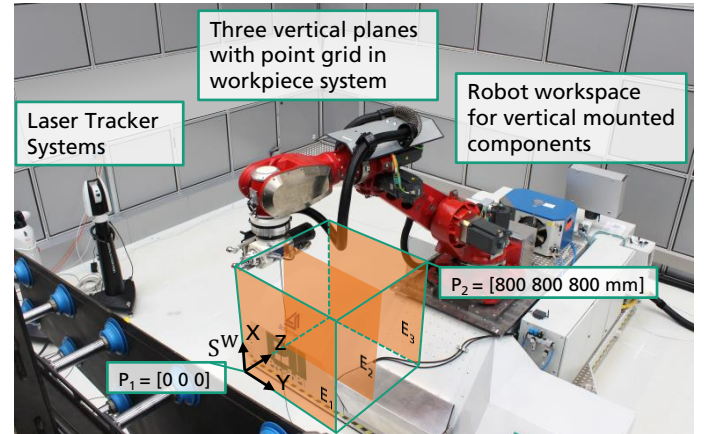 Three vertical planes
with point grid in
workpiece system
Robot workspace
for vertical mounted
components
Laser Tracker
Systems
P₂ = [800 800 800 mm]
E₃
Sᵂ
X
Z
E₂
P₁ = [0 0 0]
Y
E₁